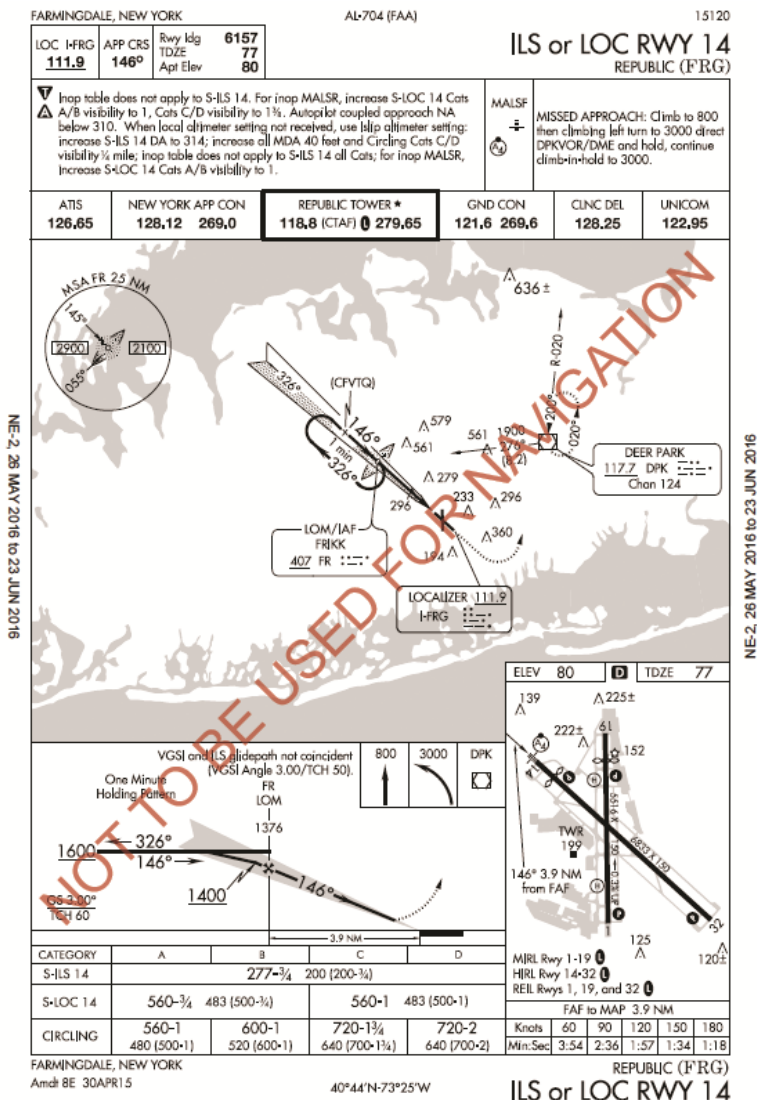 FARMINGDALE, NEW YORK
AL-704 (FAA)
15120
LOC I-FRG
111.9
APP CRS
146°
Rwy ldg 6157
TDZE 77
Apt Elev 80
ILS or LOC RWY 14
REPUBLIC (FRG)
T
A
Inop table does not apply to S-ILS 14. For inop MALSR, increase S-LOC 14 Cats
A/B visibility to 1, Cats C/D visibility to 1⅜. Autopilot coupled approach NA
below 310. When local altimeter setting not received, use Islip altimeter setting:
increase S-ILS 14 DA to 314; increase all MDA 40 feet and Circling Cats C/D
visibility ¼ mile; inop table does not apply to S-ILS 14 all Cats; for inop MALSR,
increase S-LOC 14 Cats A/B visibility to 1.
MALSF
A4
MISSED APPROACH: Climb to 800
then climbing left turn to 3000 direct
DPKVOR/DME and hold, continue
climb-in-hold to 3000.
ATIS
126.65
NEW YORK APP CON
128.12 269.0
REPUBLIC TOWER ★
118.8 (CTAF) L 279.65
GND CON
121.6 269.6
CLNC DEL
128.25
UNICOM
122.95
MSA FR 25 NM
145°
2900
2100
055°
636 ±
R-020
200°
020°
326°
(CFVTQ)
146°
1 min
326°
579
561
561
1900
276°
(8.2)
279
233
296
296
360
194
DEER PARK
117.7 DPK
Chan 124
LOM/IAF
FRIKK
407 FR
LOCALIZER 111.9
I-FRG
NOT TO BE USED FOR NAVIGATION
NE-2, 26 MAY 2016 to 23 JUN 2016
NE-2, 26 MAY 2016 to 23 JUN 2016
VGSI and ILS glidepath not coincident
(VGSI Angle 3.00/TCH 50).
One Minute
Holding Pattern
FR
LOM
1376
800
3000
DPK
1600
326°
146°
1400
146°
GS 3.00°
TCH 60
3.9 NM
ELEV 80
D
TDZE 77
139
225±
222±
19
A4
152
14
TWR
199
6516 X 150
0.3% UP
6833 X 150
146° 3.9 NM
from FAF
1
32
125
120±
MIRL Rwy 1-19 L
HIRL Rwy 14-32 L
REIL Rwys 1, 19, and 32 L
FAF to MAP 3.9 NM
Knots 60 90 120 150 180
Min:Sec 3:54 2:36 1:57 1:34 1:18
CATEGORY A B C D
S-ILS 14 277-¾ 200 (200-¾)
S-LOC 14 560-¾ 483 (500-¾) 560-1 483 (500-1)
CIRCLING 560-1 600-1 720-1¾ 720-2
480 (500-1) 520 (600-1) 640 (700-1¾) 640 (700-2)
FARMINGDALE, NEW YORK
Amdt 8E 30APR15
40°44'N-73°25'W
REPUBLIC (FRG)
ILS or LOC RWY 14